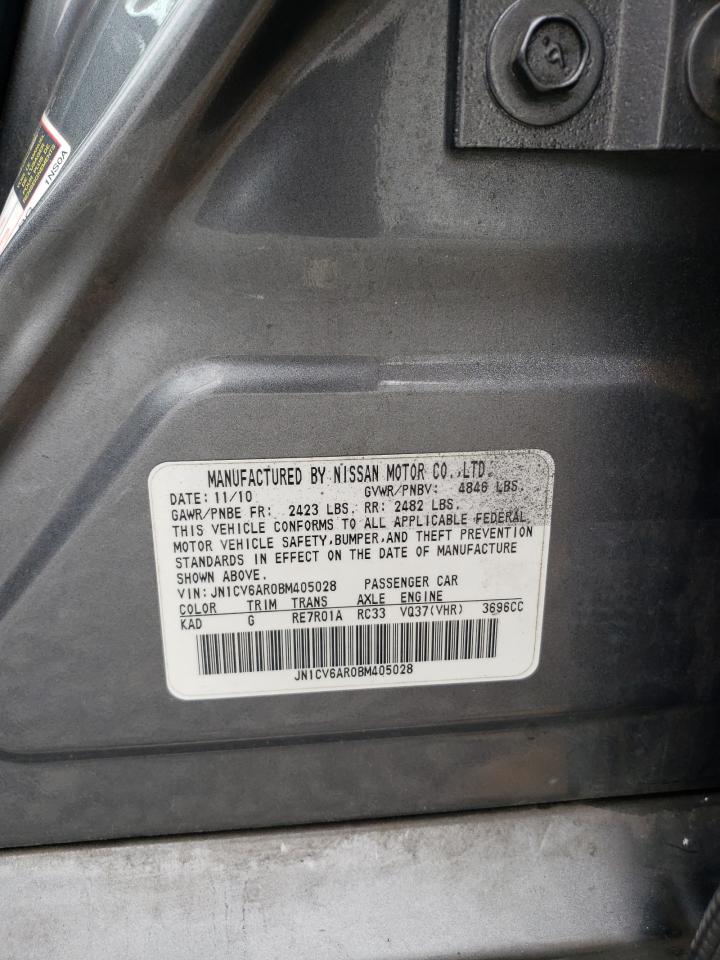 1NS0A
MANUFACTURED BY NISSAN MOTOR CO.,LTD.
DATE: 11/10 GVWR/PNBV: 4846 LBS.
GAWR/PNBE FR: 2423 LBS. RR: 2482 LBS.
THIS VEHICLE CONFORMS TO ALL APPLICABLE FEDERAL
MOTOR VEHICLE SAFETY,BUMPER,AND THEFT PREVENTION
STANDARDS IN EFFECT ON THE DATE OF MANUFACTURE
SHOWN ABOVE.
VIN: JN1CV6AR0BM405028 PASSENGER CAR
COLOR TRIM TRANS AXLE ENGINE
KAD G RE7R01A RC33 VQ37(VHR) 3696CC
JN1CV6AR0BM405028